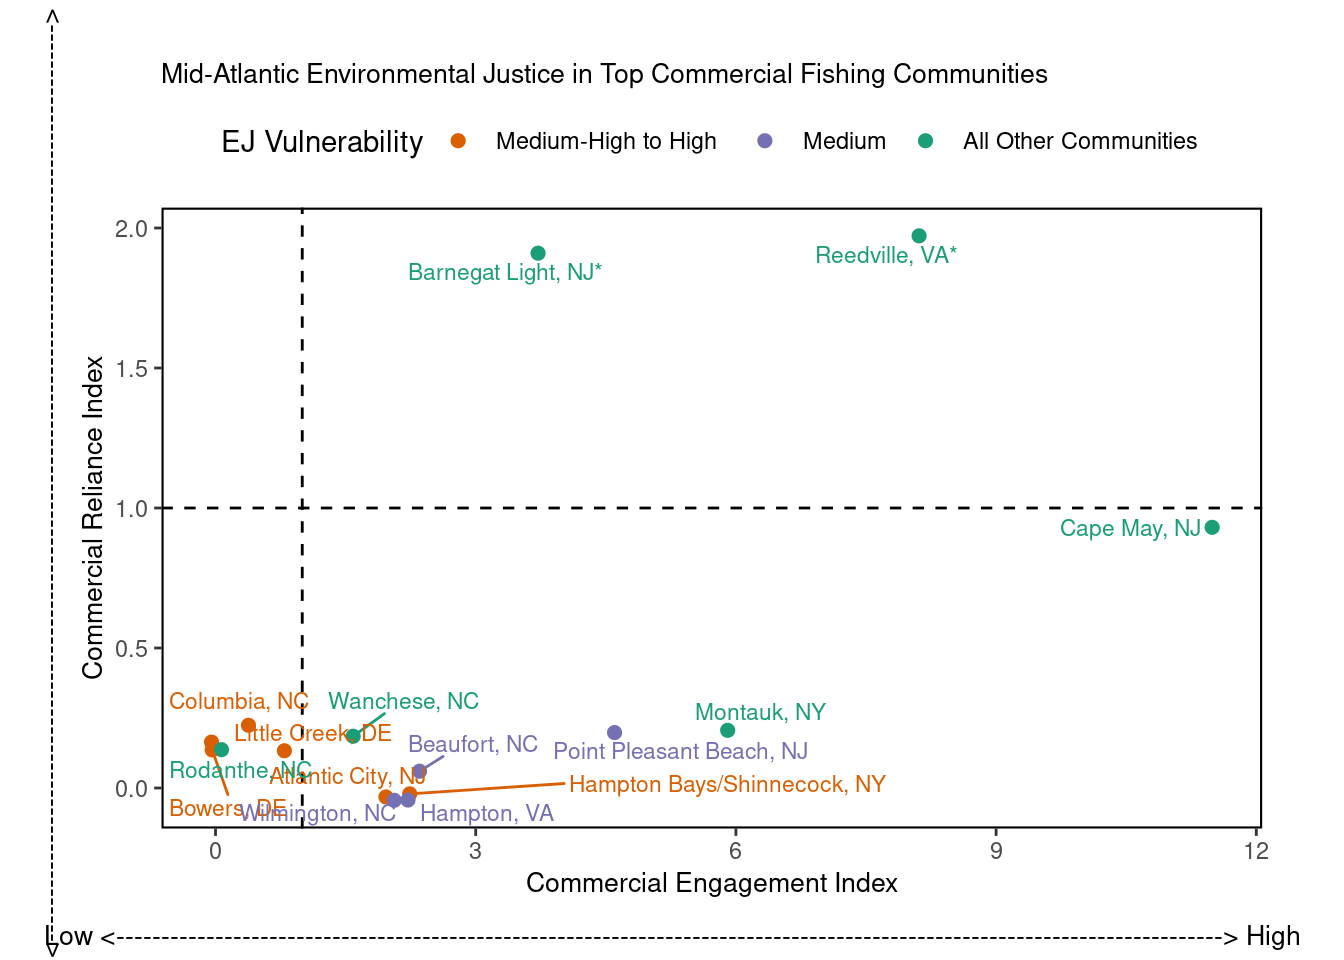 Mid-Atlantic Environmental Justice in Top Commercial Fishing Communities
EJ Vulnerability Medium-High to High Medium All Other Communities
2.0
1.5
1.0
0.5
0.0
Commercial Reliance Index
Barnegat Light, NJ*
Reedville, VA*
Cape May, NJ
Columbia, NC
Wanchese, NC
Montauk, NY
Little Creek, DE
Beaufort, NC
Point Pleasant Beach, NJ
Rodanthe, NC
Atlantic City, NJ
Hampton Bays/Shinnecock, NY
Bowers, DE
Wilmington, NC
Hampton, VA
0 3 6 9 12
Commercial Engagement Index
Low <--> High